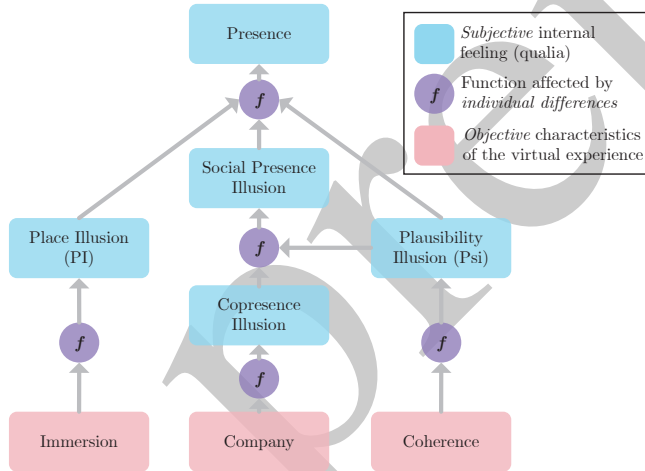 Presence
f
Social Presence
Illusion
Place Illusion
(PI)
f
Plausibility
Illusion (Psi)
Copresence
Illusion
f
f
f
Immersion
Company
Coherence
Subjective internal
feeling (qualia)
f
Function affected by
individual differences
Objective characteristics
of the virtual experience